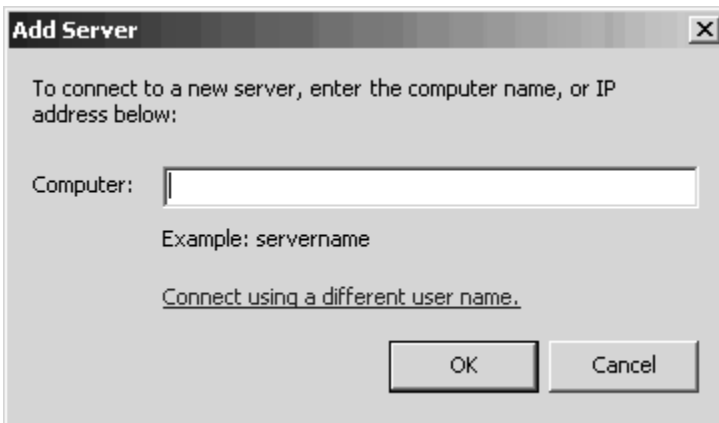 Add Server
To connect to a new server, enter the computer name, or IP
address below:
Computer:
Example: servername
Connect using a different user name.
OK Cancel